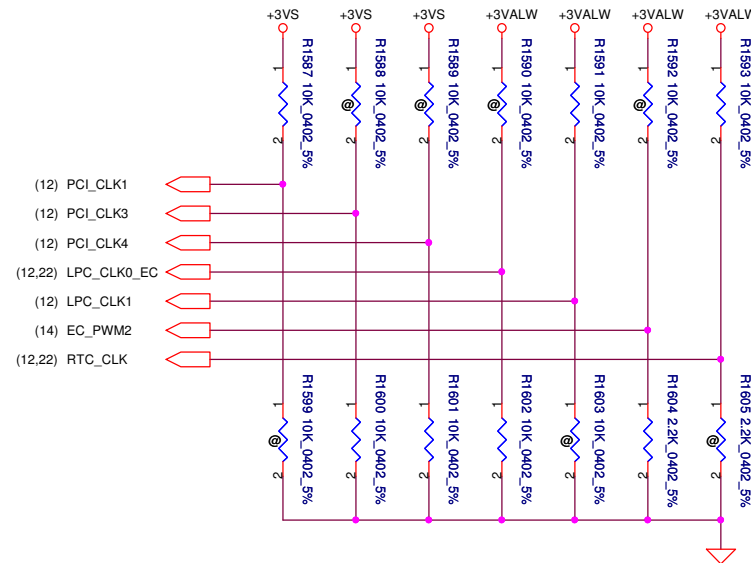 +3VS +3VS +3VS +3VALW +3VALW +3VALW +3VALW
R1587 10K_0402_5%
R1588 10K_0402_5%
R1589 10K_0402_5%
R1590 10K_0402_5%
R1591 10K_0402_5%
R1592 10K_0402_5%
R1593 10K_0402_5%
1 1 1 1 1 1 1
@ @ @ @
2 2 2 2 2 2 2
(12) PCI_CLK1
(12) PCI_CLK3
(12) PCI_CLK4
(12,22) LPC_CLK0_EC
(12) LPC_CLK1
(14) EC_PWM2
(12,22) RTC_CLK
R1599 10K_0402_5%
R1600 10K_0402_5%
R1601 10K_0402_5%
R1602 10K_0402_5%
R1603 10K_0402_5%
R1604 2.2K_0402_5%
R1605 2.2K_0402_5%
1 1 1 1 1 1 1
@ @ @
2 2 2 2 2 2 2